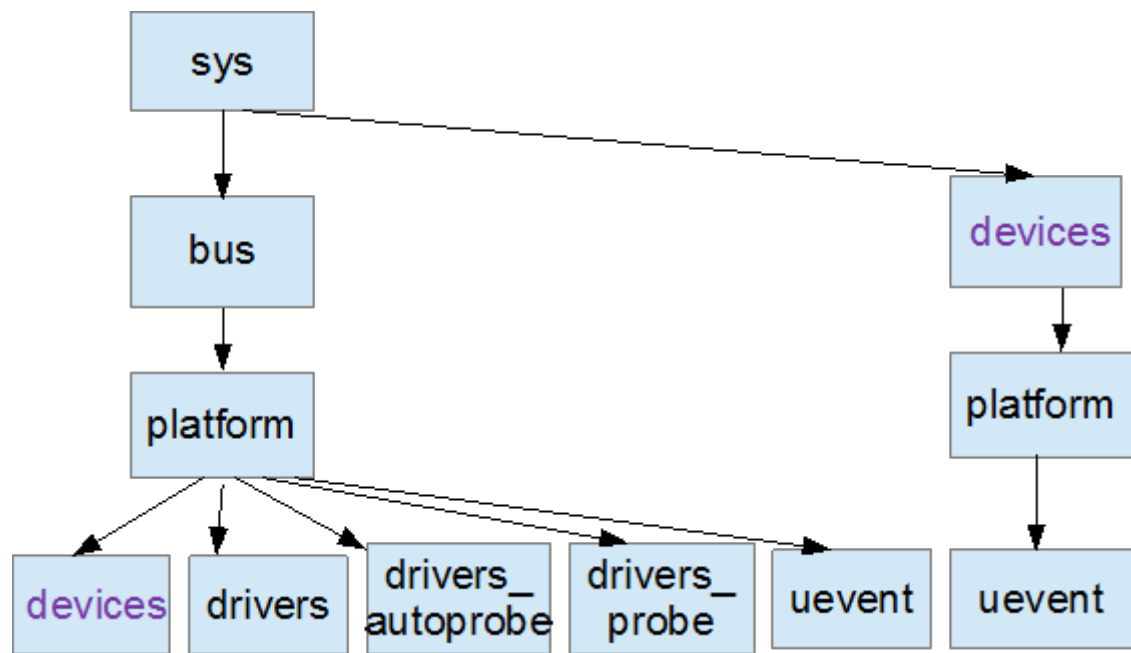 sys
bus
devices
platform
platform
devices
drivers
drivers_
autoprobe
drivers_
probe
uevent
uevent